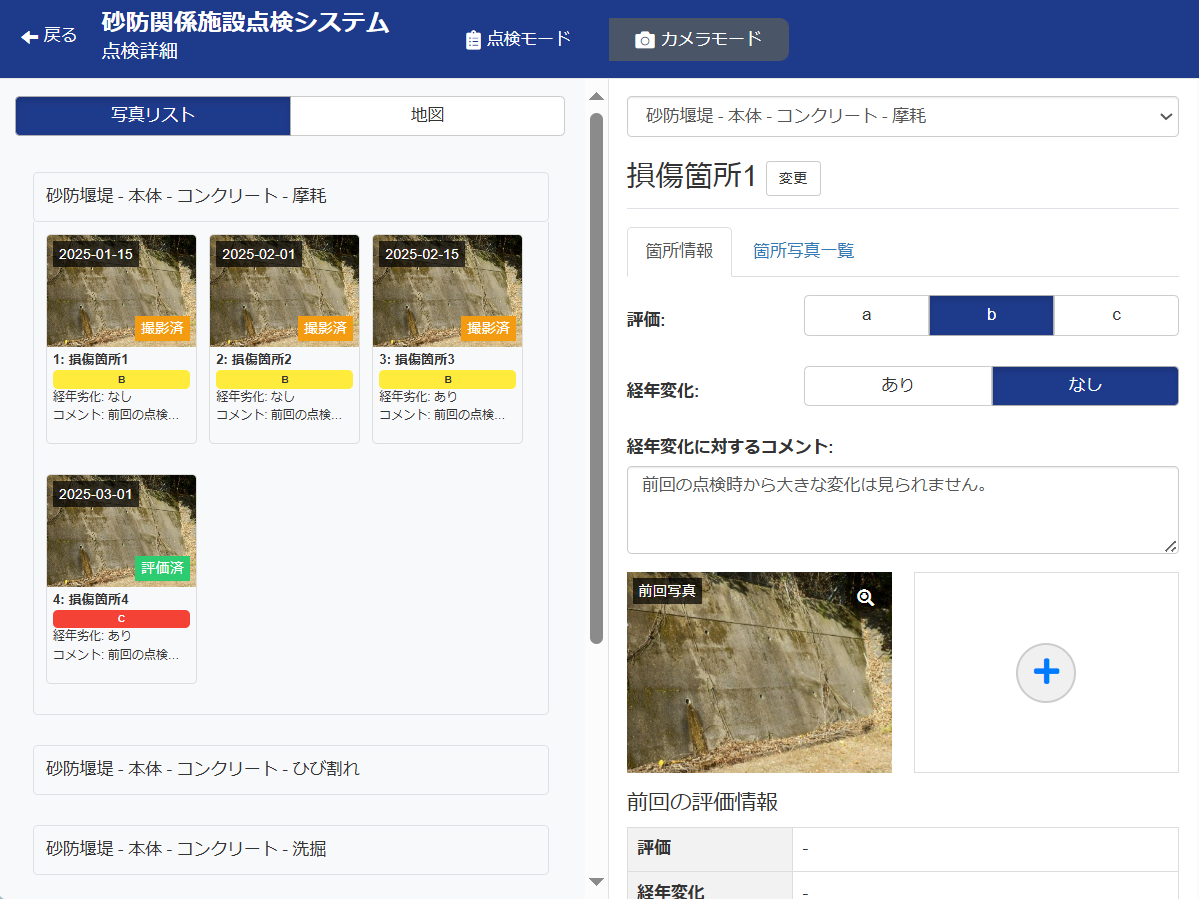 戻る
砂防関係施設点検システム
点検詳細
点検モード
カメラモード
写真リスト
地図
砂防堰堤 - 本体 - コンクリート - 摩耗
2025-01-15
撮影済
1: 損傷箇所1
B
経年劣化: なし
コメント: 前回の点検...
2025-02-01
撮影済
2: 損傷箇所2
B
経年劣化: なし
コメント: 前回の点検...
2025-02-15
撮影済
3: 損傷箇所3
B
経年劣化: あり
コメント: 前回の点検...
2025-03-01
評価済
4: 損傷箇所4
C
経年劣化: あり
コメント: 前回の点検...
砂防堰堤 - 本体 - コンクリート - ひび割れ
砂防堰堤 - 本体 - コンクリート - 洗掘
砂防堰堤 - 本体 - コンクリート - 摩耗
損傷箇所1
変更
箇所情報
箇所写真一覧
評価:
a
b
c
経年変化:
あり
なし
経年変化に対するコメント:
前回の点検時から大きな変化は見られません。
前回写真
前回の評価情報
評価
-
経年変化
-